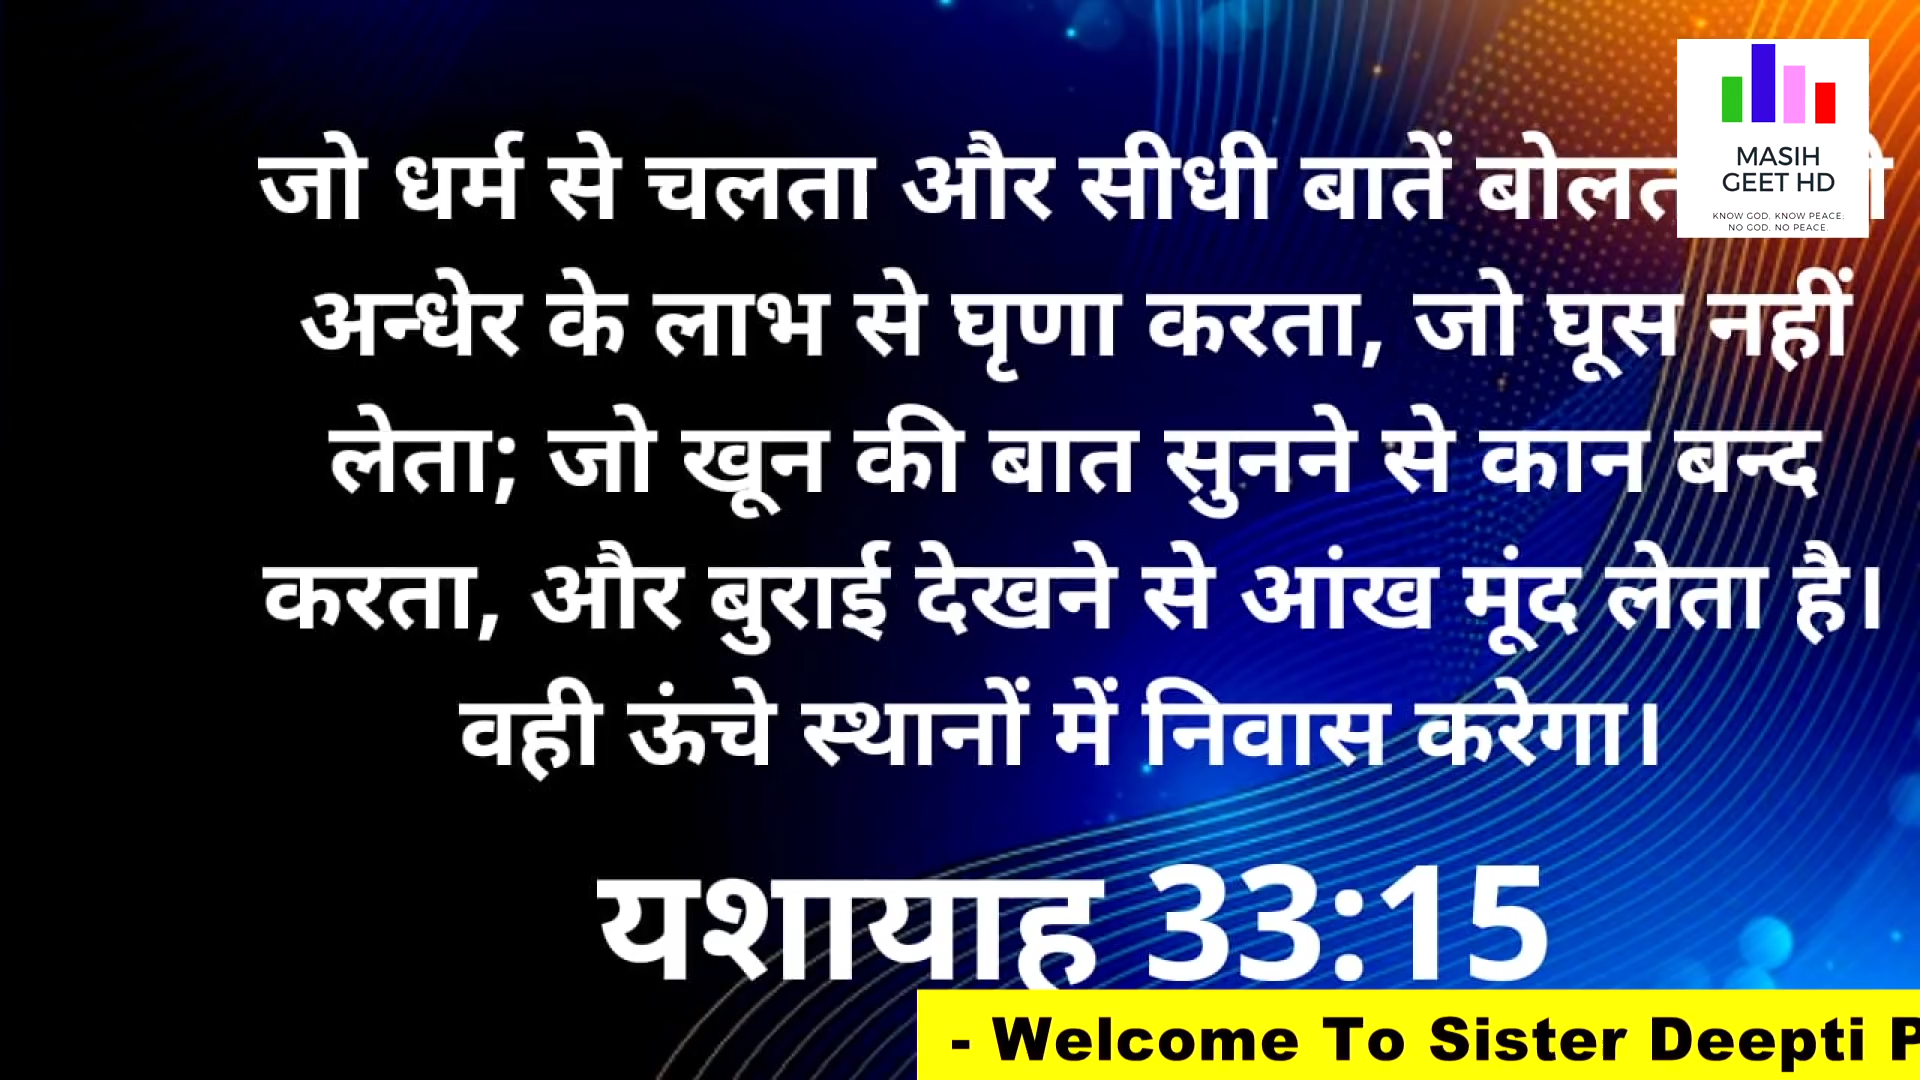 जो धर्म से चलता और सीधी बातें
अन्धेर के लाभ से घृणा करता, जो घूस नहीं
लेता; जो खून की बात सुनने से कान बन्द
करता, और बुराई देखने से आंख मूंद लेता है।
वही ऊंचे स्थानों में निवास करेगा।
यशायाह 33:15
MASIH
GEET HD
KNOW GOD. KNOW PEACE;
NO GOD. NO PEACE.
- Welcome To Sister Deepti